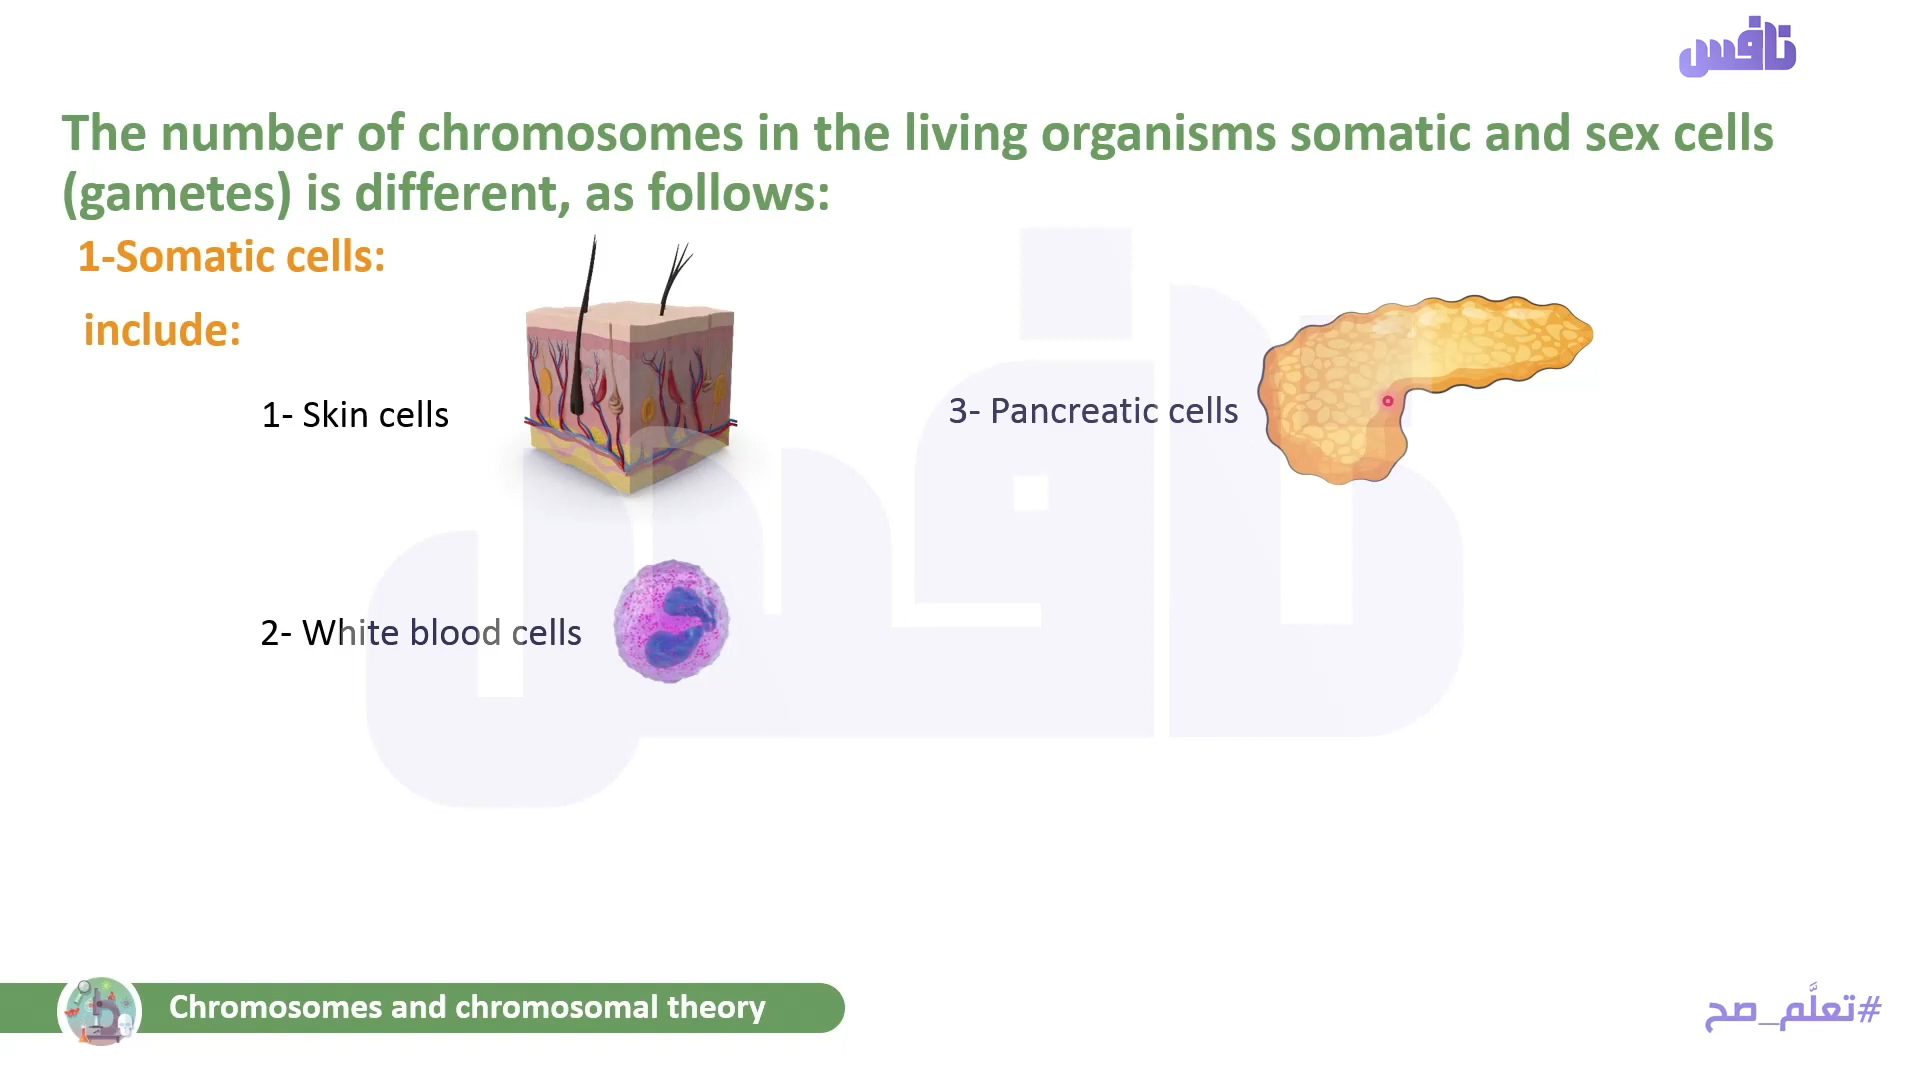 نافس
The number of chromosomes in the living organisms somatic and sex cells
(gametes) is different, as follows:
1-Somatic cells:
include:
1- Skin cells
3- Pancreatic cells
2- White blood cells
نافس
Chromosomes and chromosomal theory
#تعلَّم_صح